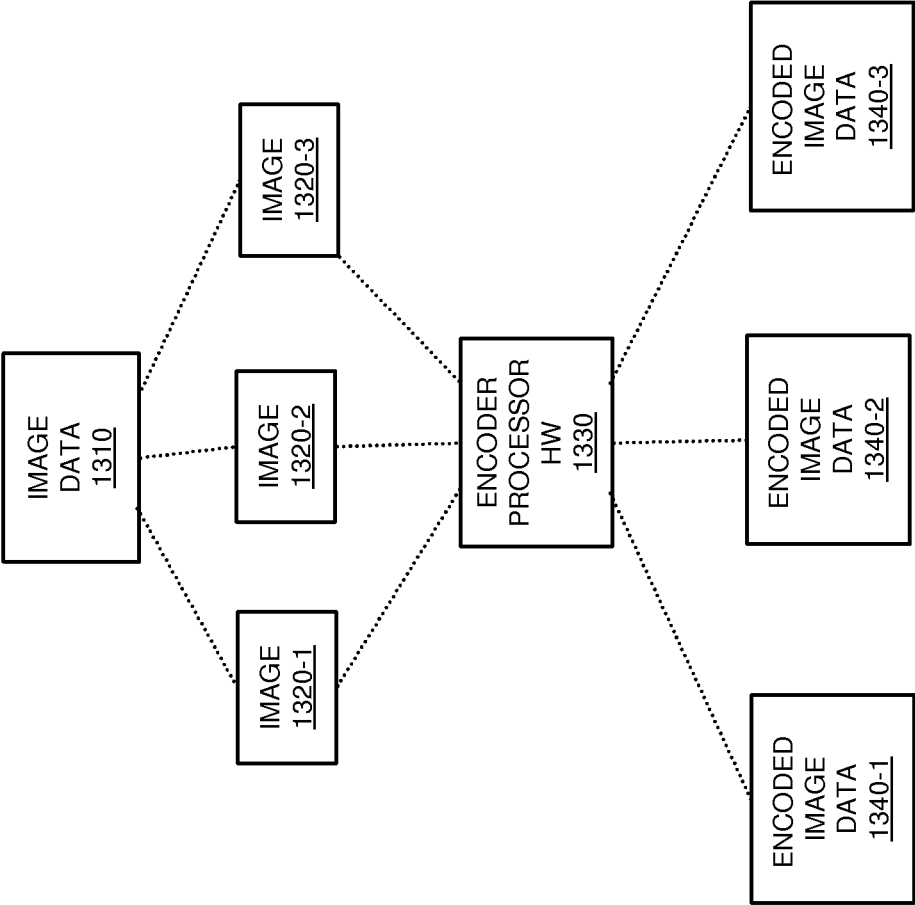 IMAGE
DATA
1310
IMAGE
1320-1
IMAGE
1320-2
IMAGE
1320-3
ENCODER
PROCESSOR
HW
1330
ENCODED
IMAGE
DATA
1340-1
ENCODED
IMAGE
DATA
1340-2
ENCODED
IMAGE
DATA
1340-3